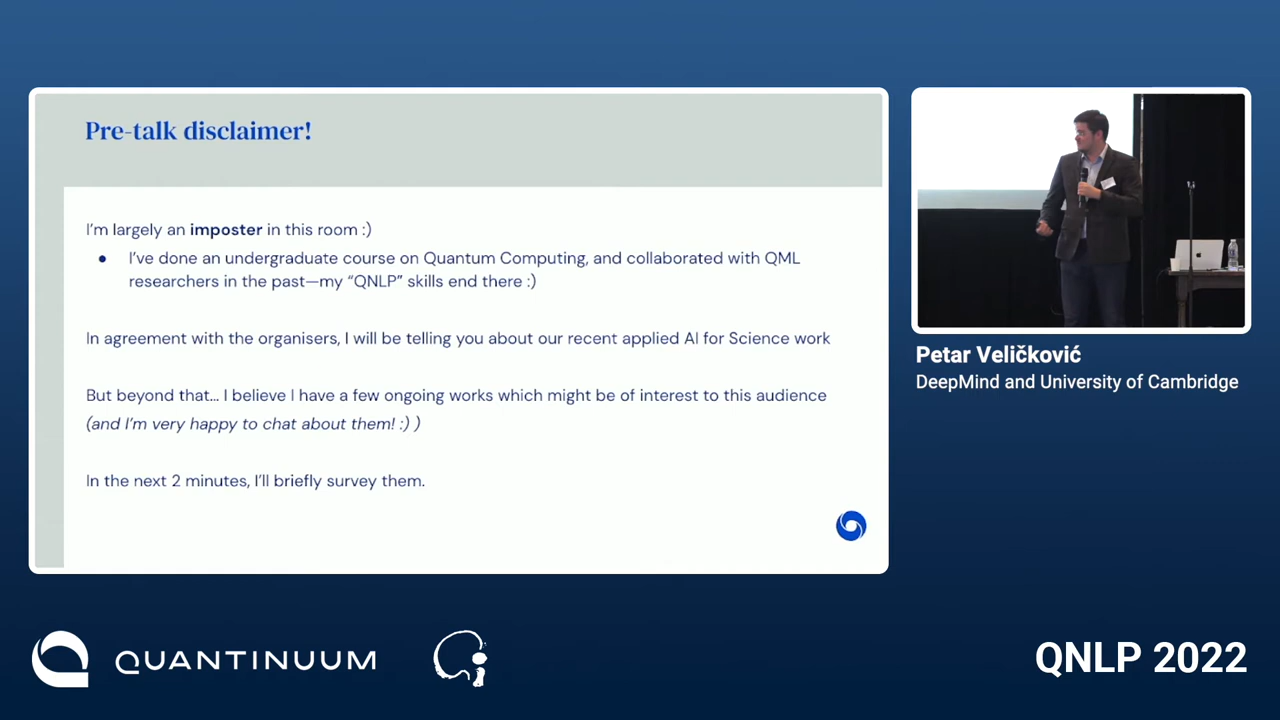 Pre-talk disclaimer!
I'm largely an imposter in this room :)
● I've done an undergraduate course on Quantum Computing, and collaborated with QML
researchers in the past—my “QNLP” skills end there :)
In agreement with the organisers, I will be telling you about our recent applied AI for Science work
But beyond that... I believe I have a few ongoing works which might be of interest to this audience
(and I'm very happy to chat about them! :) )
In the next 2 minutes, I'll briefly survey them.
Petar Veličković
DeepMind and University of Cambridge
QUANTINUUM
QNLP 2022